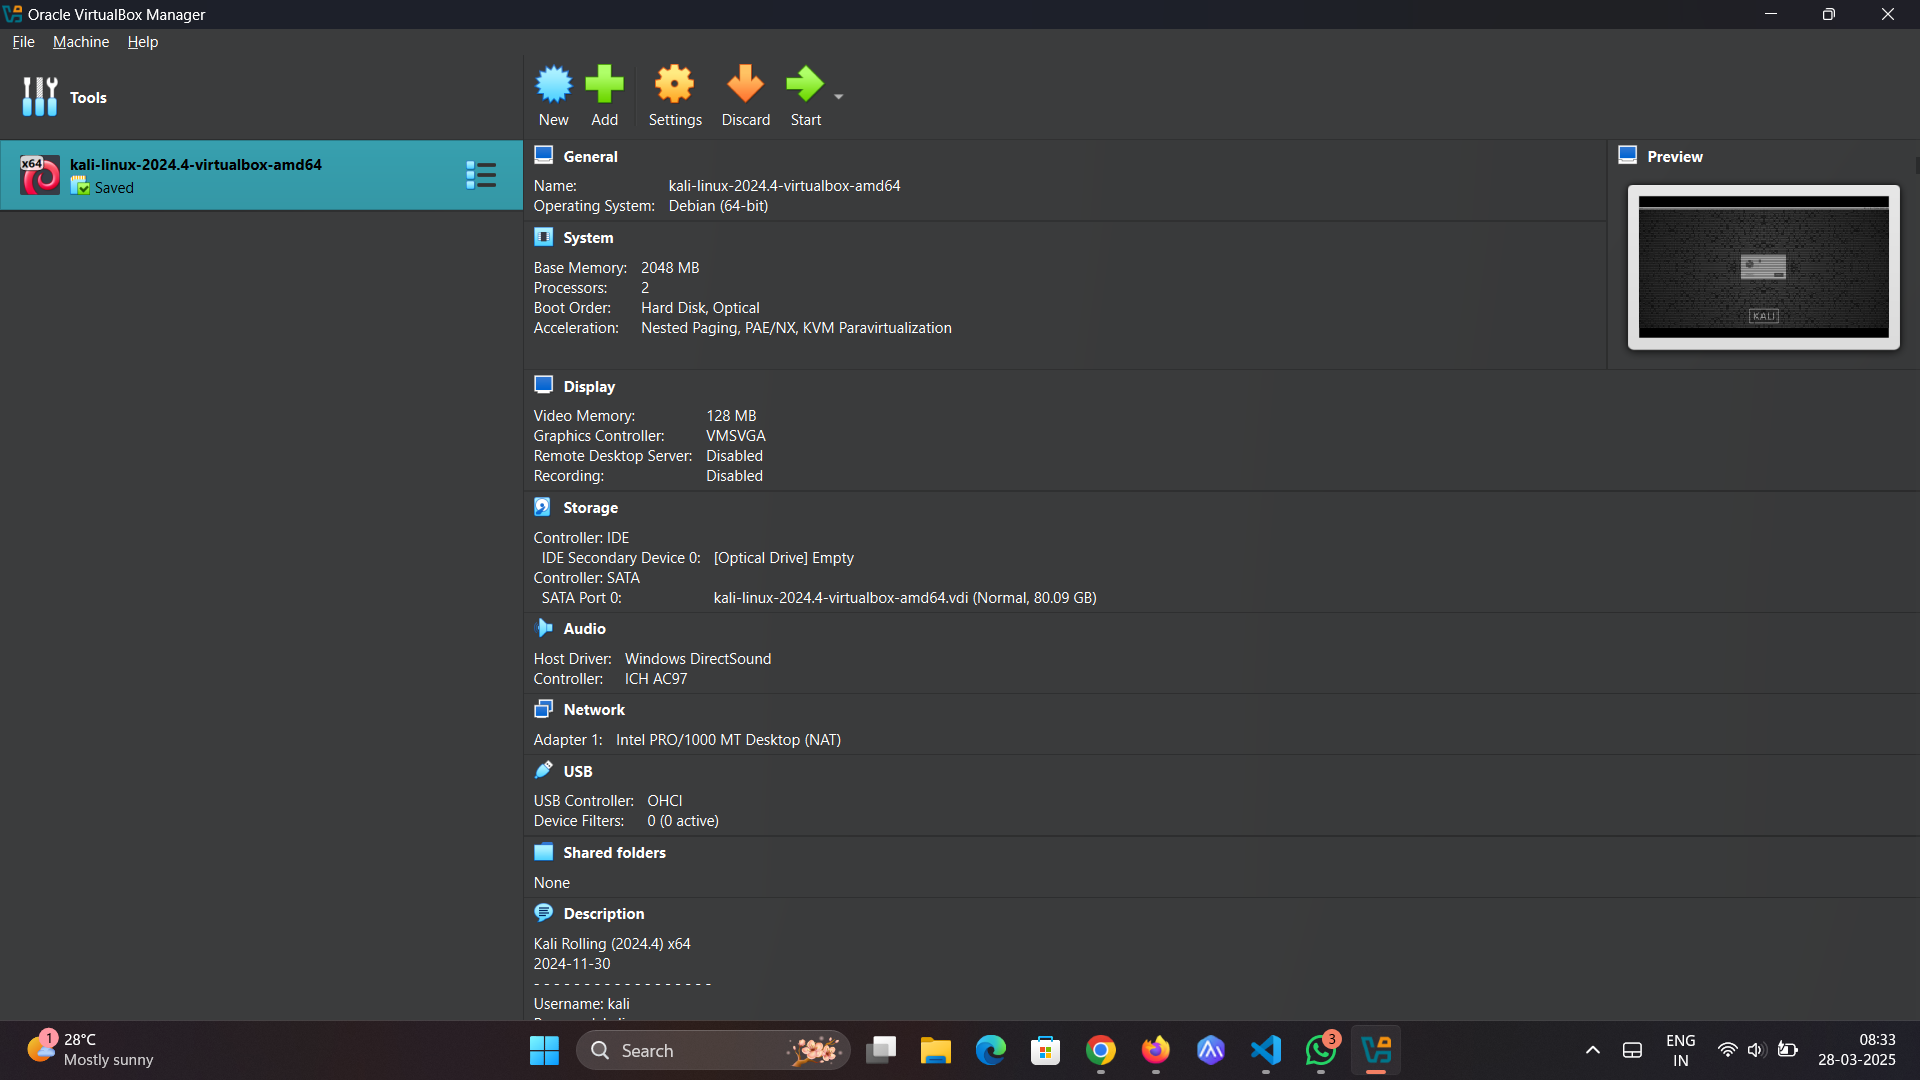 Oracle VirtualBox Manager
File Machine Help
Tools
New Add Settings Discard Start
x64 kali-linux-2024.4-virtualbox-amd64
Saved
General
Name: kali-linux-2024.4-virtualbox-amd64
Operating System: Debian (64-bit)
Preview
KALI
System
Base Memory: 2048 MB
Processors: 2
Boot Order: Hard Disk, Optical
Acceleration: Nested Paging, PAE/NX, KVM Paravirtualization
Display
Video Memory: 128 MB
Graphics Controller: VMSVGA
Remote Desktop Server: Disabled
Recording: Disabled
Storage
Controller: IDE
IDE Secondary Device 0: [Optical Drive] Empty
Controller: SATA
SATA Port 0: kali-linux-2024.4-virtualbox-amd64.vdi (Normal, 80.09 GB)
Audio
Host Driver: Windows DirectSound
Controller: ICH AC97
Network
Adapter 1: Intel PRO/1000 MT Desktop (NAT)
USB
USB Controller: OHCI
Device Filters: 0 (0 active)
Shared folders
None
Description
Kali Rolling (2024.4) x64
2024-11-30
- - - - - - - - - - - - - - - - - -
Username: kali
1 28°C
Mostly sunny
Search
3
ENG
IN
08:33
28-03-2025